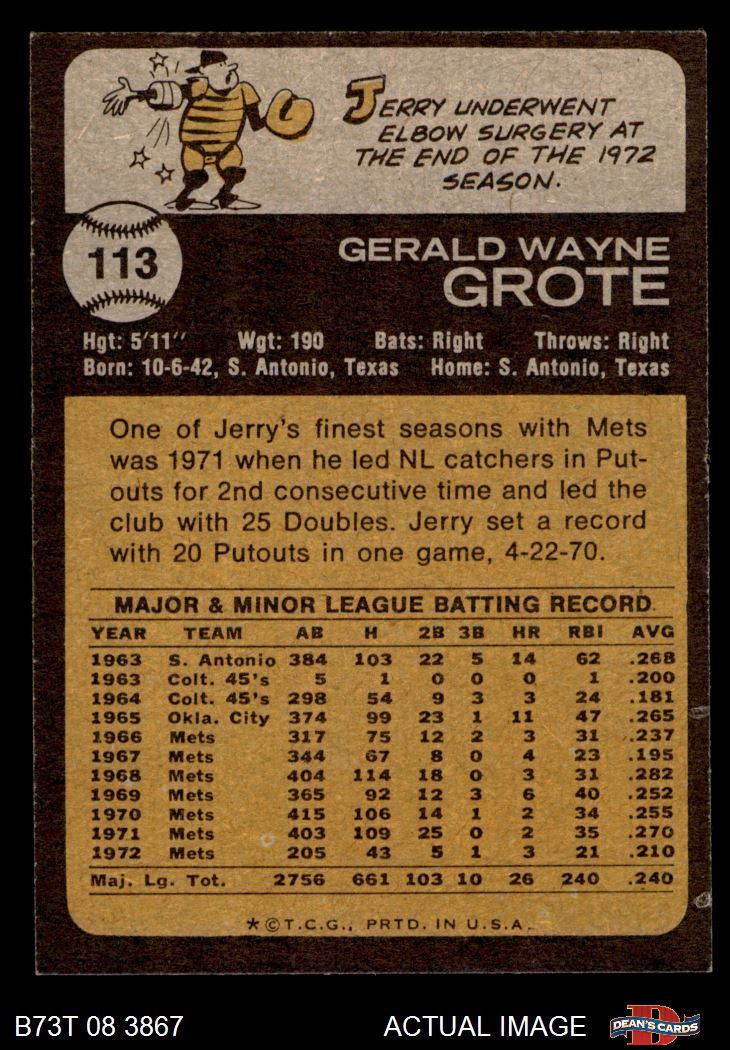 JERRY UNDERWENT
ELBOW SURGERY AT
THE END OF THE 1972
SEASON.
113
GERALD WAYNE
GROTE
Hgt: 5'11'' Wgt: 190 Bats: Right Throws: Right
Born: 10-6-42, S. Antonio, Texas Home: S. Antonio, Texas
One of Jerry's finest seasons with Mets
was 1971 when he led NL catchers in Put-
outs for 2nd consecutive time and led the
club with 25 Doubles. Jerry set a record
with 20 Putouts in one game, 4-22-70.
MAJOR & MINOR LEAGUE BATTING RECORD
YEAR TEAM AB H 2B 3B HR RBI AVG
1963 S. Antonio 384 103 22 5 14 62 .268
1963 Colt. 45's 5 1 0 0 0 1 .200
1964 Colt. 45's 298 54 9 3 3 24 .181
1965 Okla. City 374 99 23 1 11 47 .265
1966 Mets 317 75 12 2 3 31 .237
1967 Mets 344 67 8 0 4 23 .195
1968 Mets 404 114 18 0 3 31 .282
1969 Mets 365 92 12 3 6 40 .252
1970 Mets 415 106 14 1 2 34 .255
1971 Mets 403 109 25 0 2 35 .270
1972 Mets 205 43 5 1 3 21 .210
Maj. Lg. Tot. 2756 661 103 10 26 240 .240
*©T.C.G., PRTD. IN U.S.A.
B73T 08 3867 ACTUAL IMAGE DEAN'S CARDS